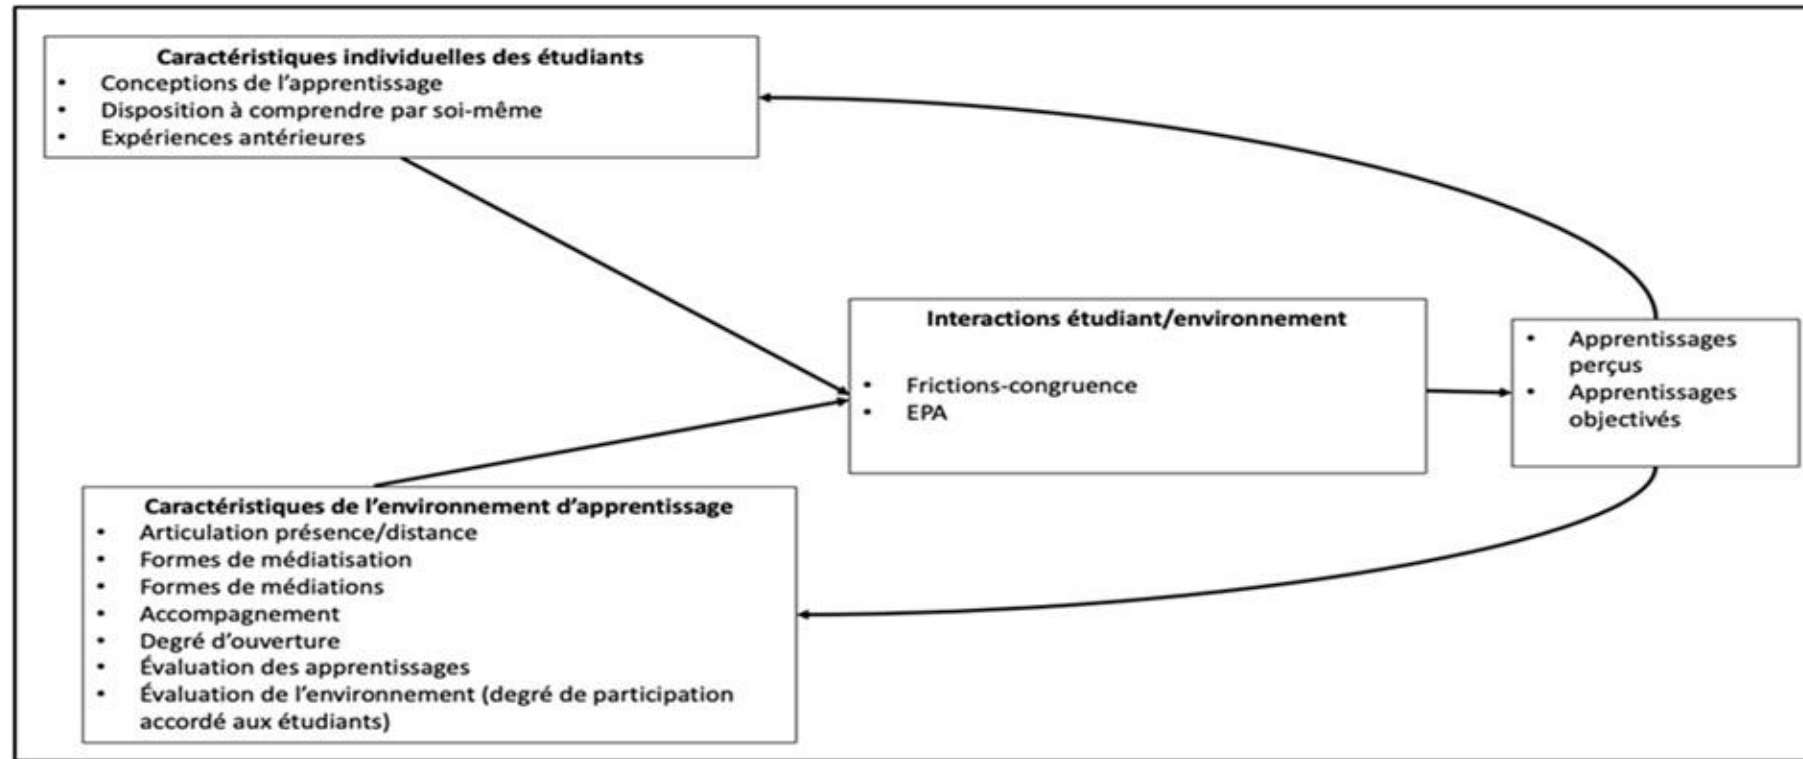 Caractéristiques individuelles des étudiants
• Conceptions de l'apprentissage
• Disposition à comprendre par soi-même
• Expériences antérieures
Interactions étudiant/environnement
• Frictions-congruence
• EPA
• Apprentissages
perçus
• Apprentissages
objectivés
Caractéristiques de l'environnement d'apprentissage
• Articulation présence/distance
• Formes de médiatisation
• Formes de médiations
• Accompagnement
• Degré d'ouverture
• Évaluation des apprentissages
• Évaluation de l'environnement (degré de participation
accordé aux étudiants)